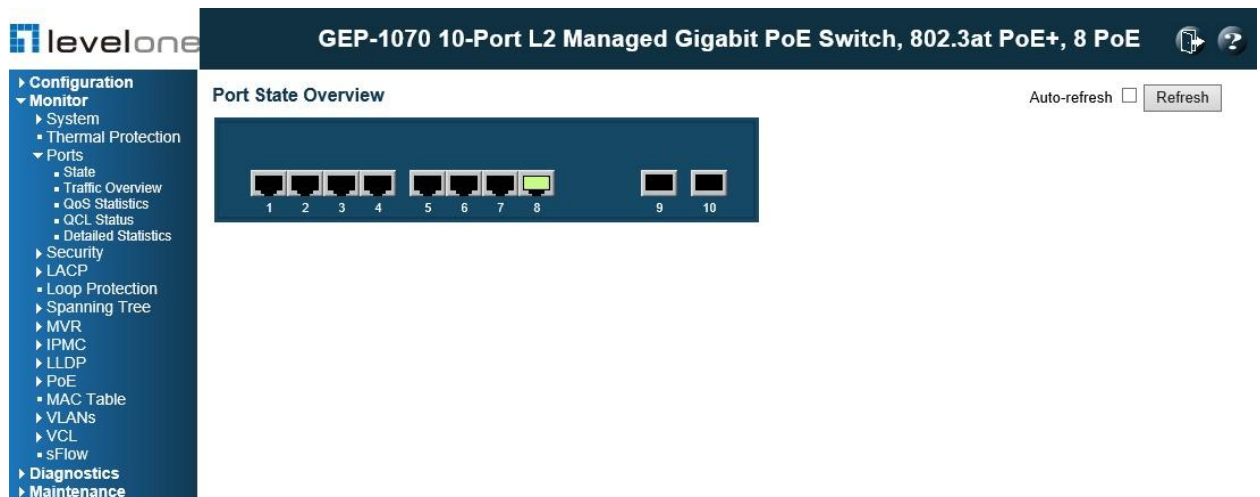 levelone
GEP-1070 10-Port L2 Managed Gigabit PoE Switch, 802.3at PoE+, 8 PoE
?
Configuration
Monitor
System
Thermal Protection
Ports
State
Traffic Overview
QoS Statistics
QCL Status
Detailed Statistics
Security
LACP
Loop Protection
Spanning Tree
MVR
IPMC
LLDP
PoE
MAC Table
VLANs
VCL
sFlow
Diagnostics
Maintenance
Port State Overview
Auto-refresh Refresh
1 2 3 4 5 6 7 8 9 10